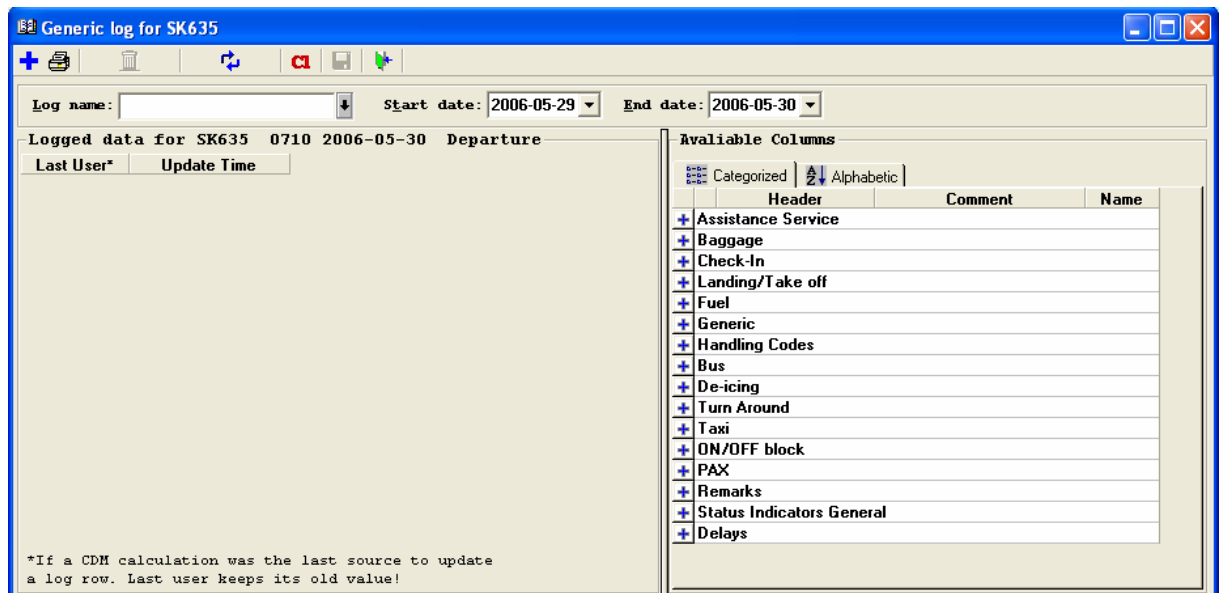 Generic log for SK635
C1
Log name: Start date: 2006-05-29 End date: 2006-05-30
Logged data for SK635 0710 2006-05-30 Departure
Last User* Update Time
*If a CDM calculation was the last source to update
a log row. Last user keeps its old value!
Avaliable Columns
Categorized Alphabetic
Header Comment Name
Assistance Service
Baggage
Check-In
Landing/Take off
Fuel
Generic
Handling Codes
Bus
De-icing
Turn Around
Taxi
ON/OFF block
PAX
Remarks
Status Indicators General
Delays